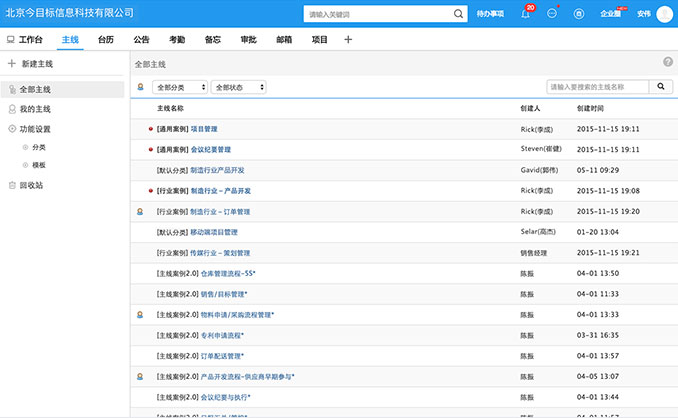 北京今目标信息科技有限公司
请输入关键词
待办事项
20
企业圈
安伟
工作台 主线 台历 公告 考勤 备忘 审批 邮箱 项目
新建主线
全部主线
我的主线
功能设置
分类
模板
回收站
全部主线
全部分类 全部状态 请输入要搜索的主线名称
主线名称 创建人 创建时间
[通用案例] 项目管理 Rick(李成) 2015-11-15 19:11
[通用案例] 会议纪要管理 Steven(崔健) 2015-11-15 19:11
[默认分类] 制造行业产品开发 Gavid(郭伟) 05-11 09:29
[行业案例] 制造行业-产品开发 Rick(李成) 2015-11-15 19:08
[行业案例] 制造行业-订单管理 Rick(李成) 2015-11-15 19:20
[默认分类] 移动端项目管理 Selar(高杰) 01-20 13:04
[行业案例] 传媒行业-策划管理 销售经理 2015-11-15 19:21
[主线案例2.0] 仓库管理流程-5S* 陈振 04-01 13:50
[主线案例2.0] 销售/目标管理* 陈振 04-01 11:33
[主线案例2.0] 物料申请/采购流程管理* 陈振 04-01 13:33
[主线案例2.0] 专利申请流程* 陈振 03-31 16:35
[主线案例2.0] 订单配送管理* 陈振 04-01 13:57
[主线案例2.0] 产品开发流程-供应商早期参与* 陈振 04-05 13:07
[主线案例2.0] 会议纪要与执行* 陈振 04-01 13:44